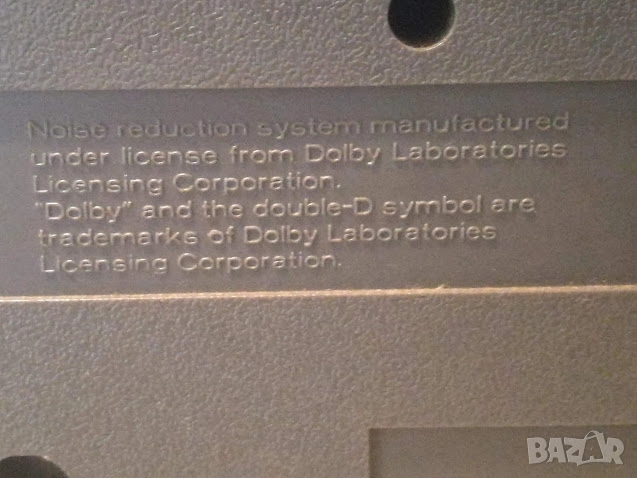 Noise reduction system manufactured
under license from Dolby Laboratories
Licensing Corporation.
"Dolby" and the double-D symbol are
trademarks of Dolby Laboratories
Licensing Corporation.
BAZAR